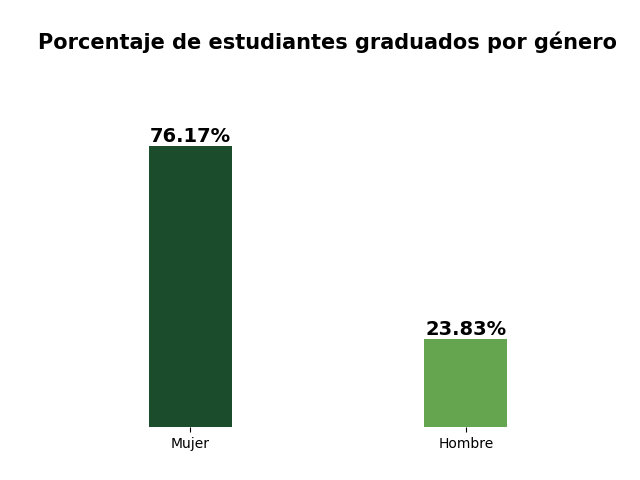 Porcentaje de estudiantes graduados por género
76.17%
23.83%
Mujer
Hombre